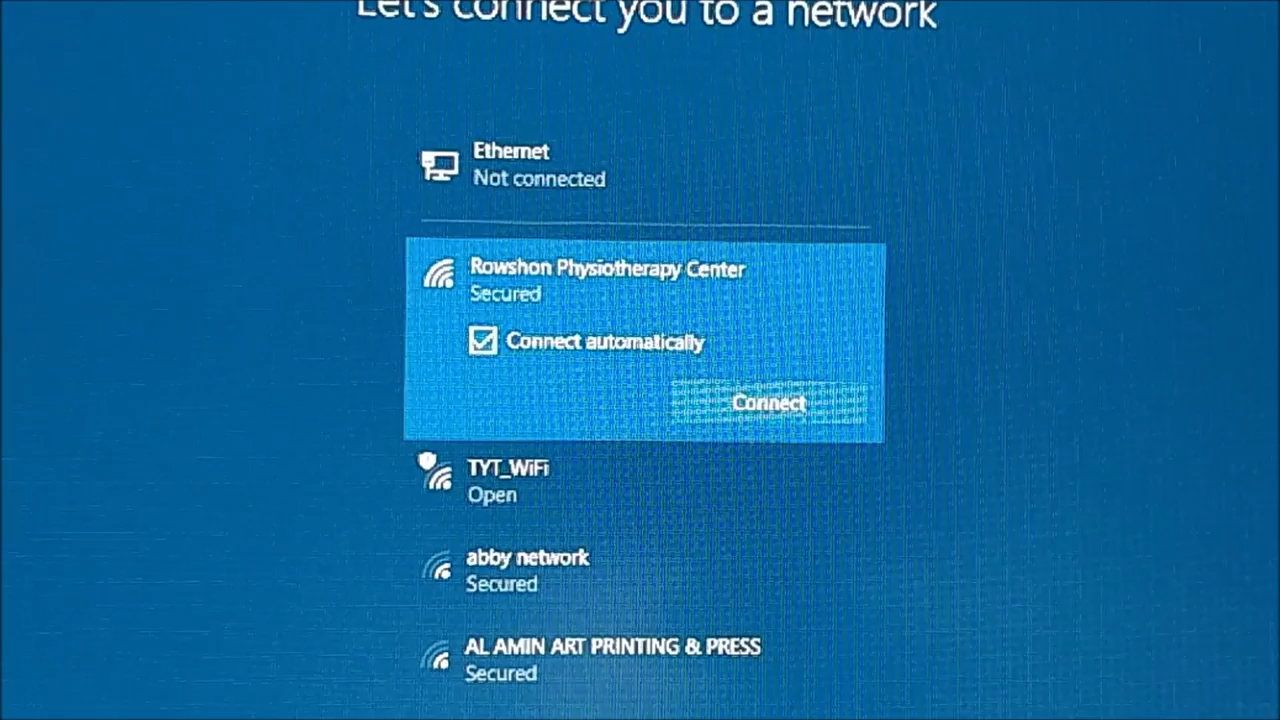 Let's connect you to a network
Ethernet
Not connected
Rowshon Physiotherapy Center
Secured
Connect automatically
Connect
TYT_WiFi
Open
abby network
Secured
AL AMIN ART PRINTING & PRESS
Secured